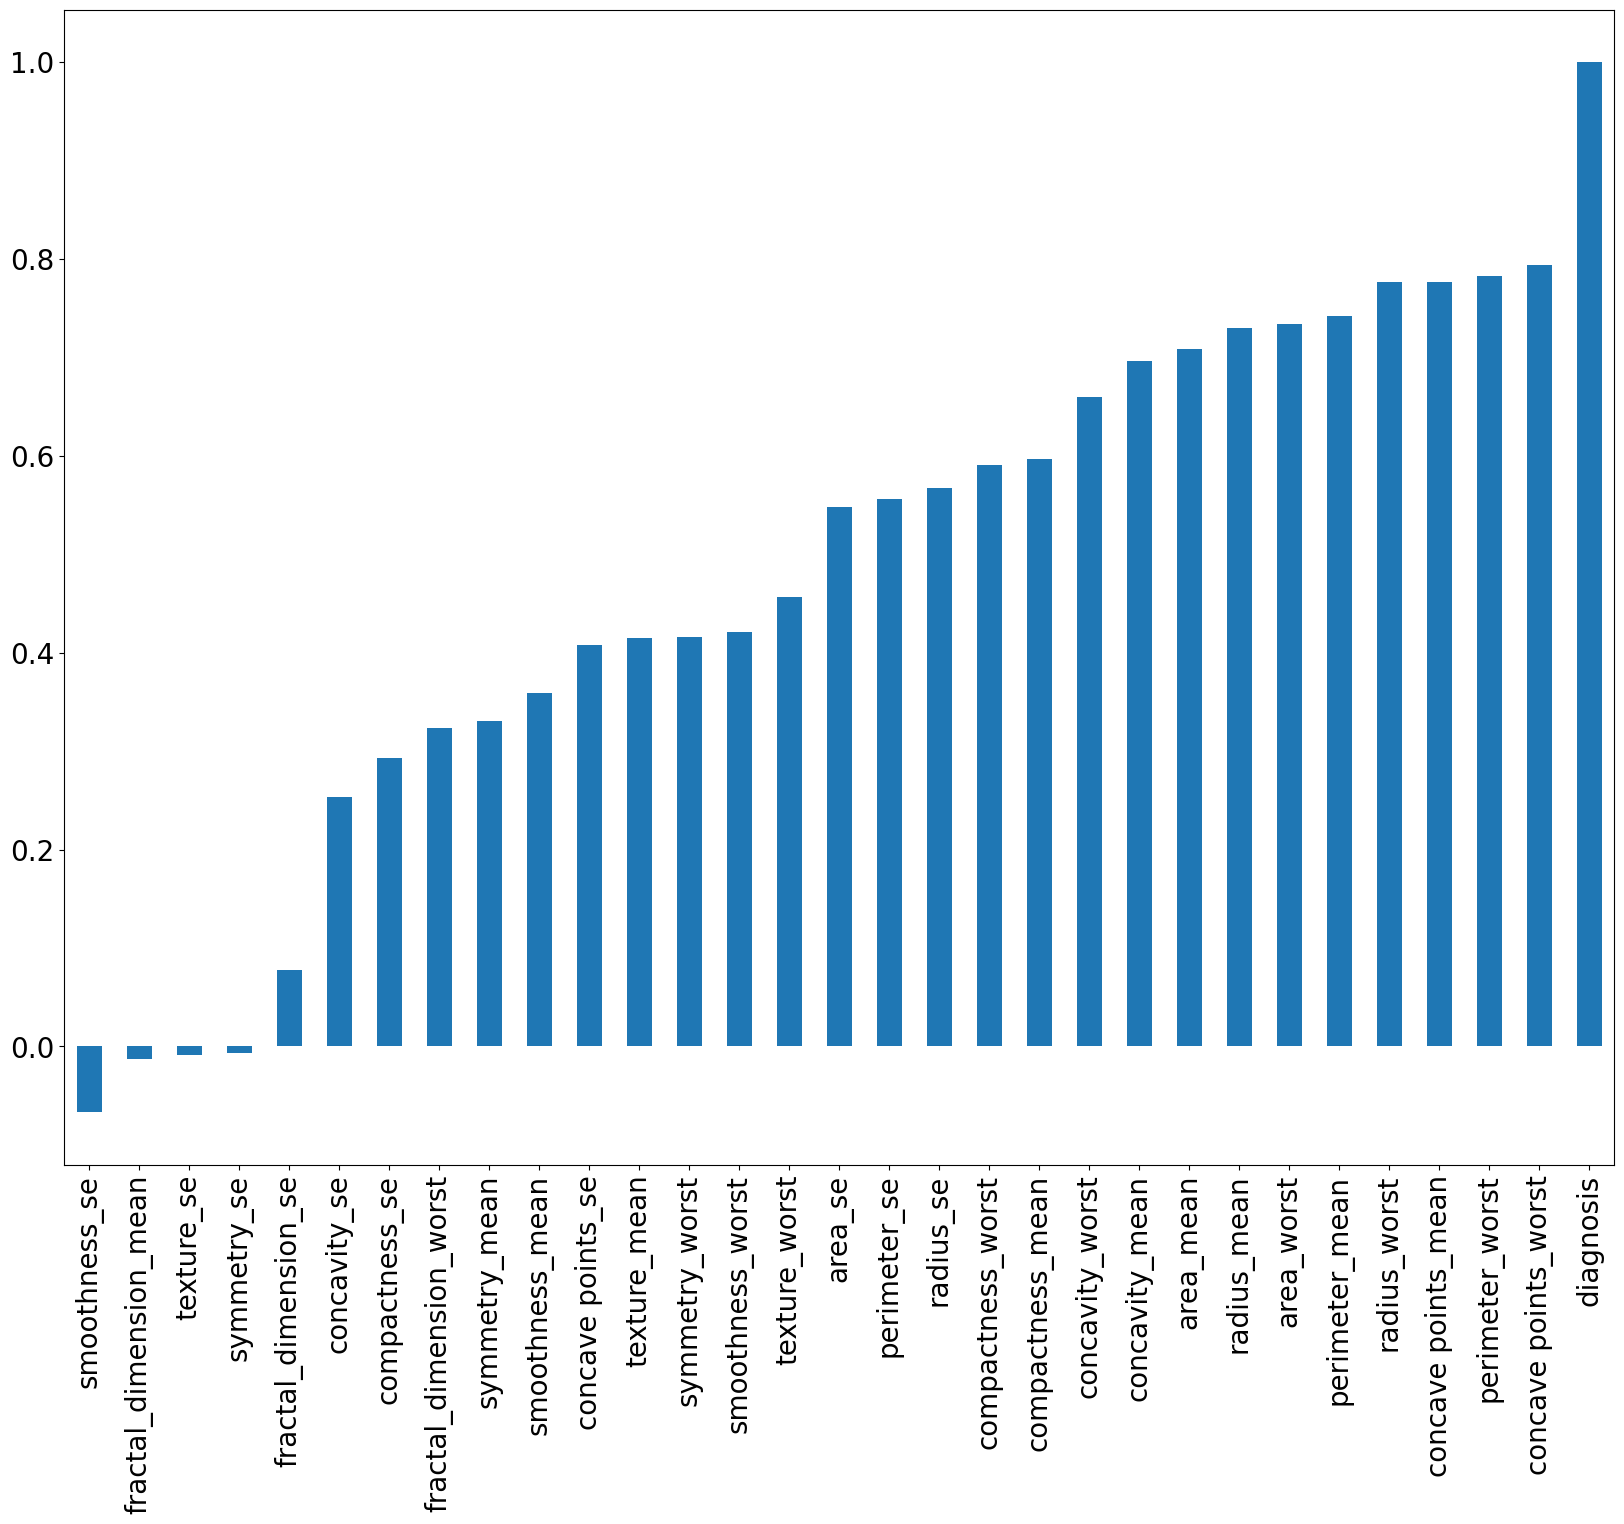 1.0
0.8
0.6
0.4
0.2
0.0
smoothness_se
fractal_dimension_mean
texture_se
symmetry_se
fractal_dimension_se
concavity_se
compactness_se
fractal_dimension_worst
symmetry_mean
smoothness_mean
concave points_se
texture_mean
symmetry_worst
smoothness_worst
texture_worst
area_se
perimeter_se
radius_se
compactness_worst
compactness_mean
concavity_worst
concavity_mean
area_mean
radius_mean
area_worst
perimeter_mean
radius_worst
concave points_mean
perimeter_worst
concave points_worst
diagnosis